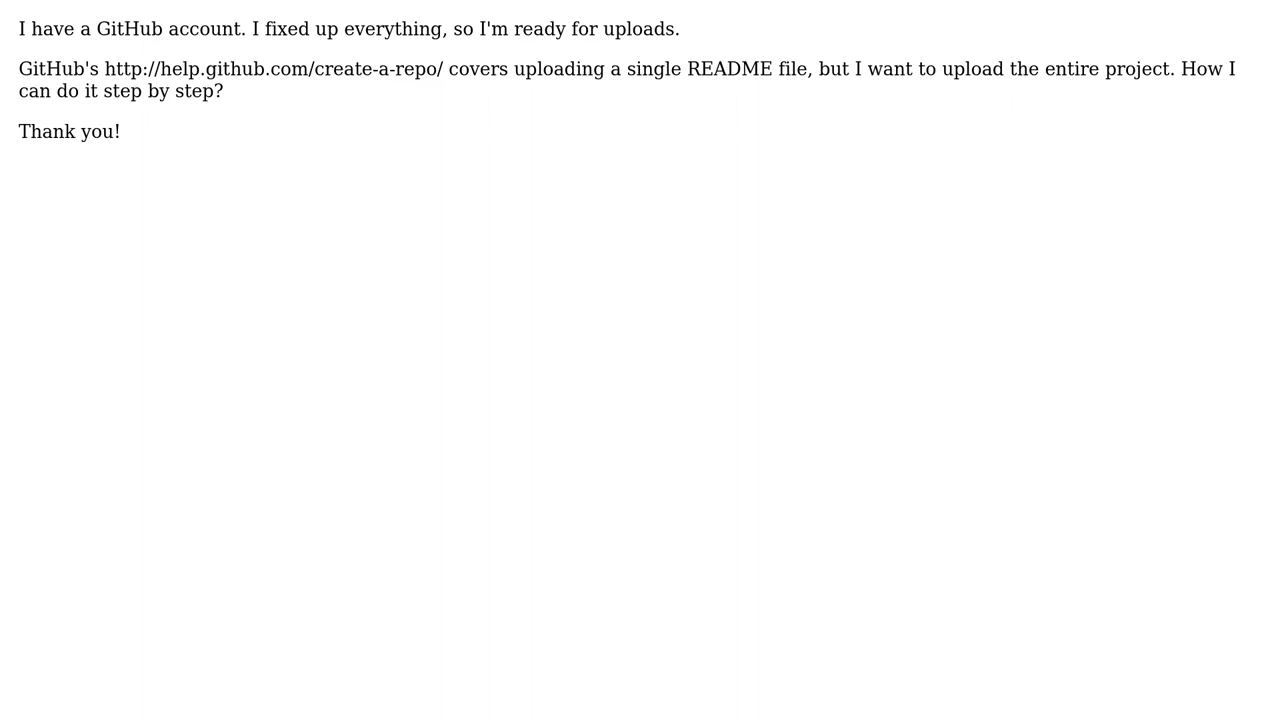 I have a GitHub account. I fixed up everything, so I'm ready for uploads.
GitHub's http://help.github.com/create-a-repo/ covers uploading a single README file, but I want to upload the entire project. How I
can do it step by step?
Thank you!